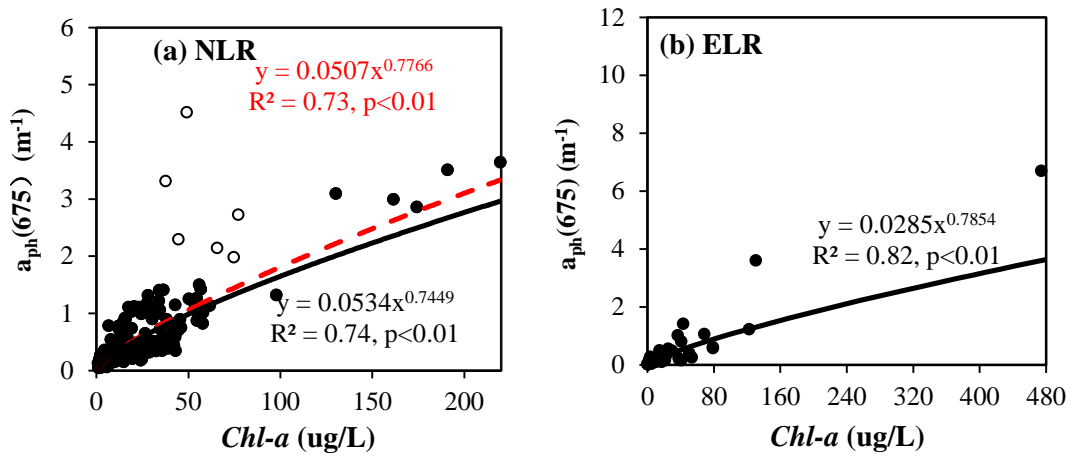 (a) NLR
y = 0.0507x^0.7766
R² = 0.73, p<0.01
y = 0.0534x^0.7449
R² = 0.74, p<0.01
a_ph(675) (m^-1)
6
5
4
3
2
1
0
0 50 100 150 200
Chl-a (ug/L)
(b) ELR
y = 0.0285x^0.7854
R² = 0.82, p<0.01
a_ph(675) (m^-1)
12
10
8
6
4
2
0
0 80 160 240 320 400 480
Chl-a (ug/L)